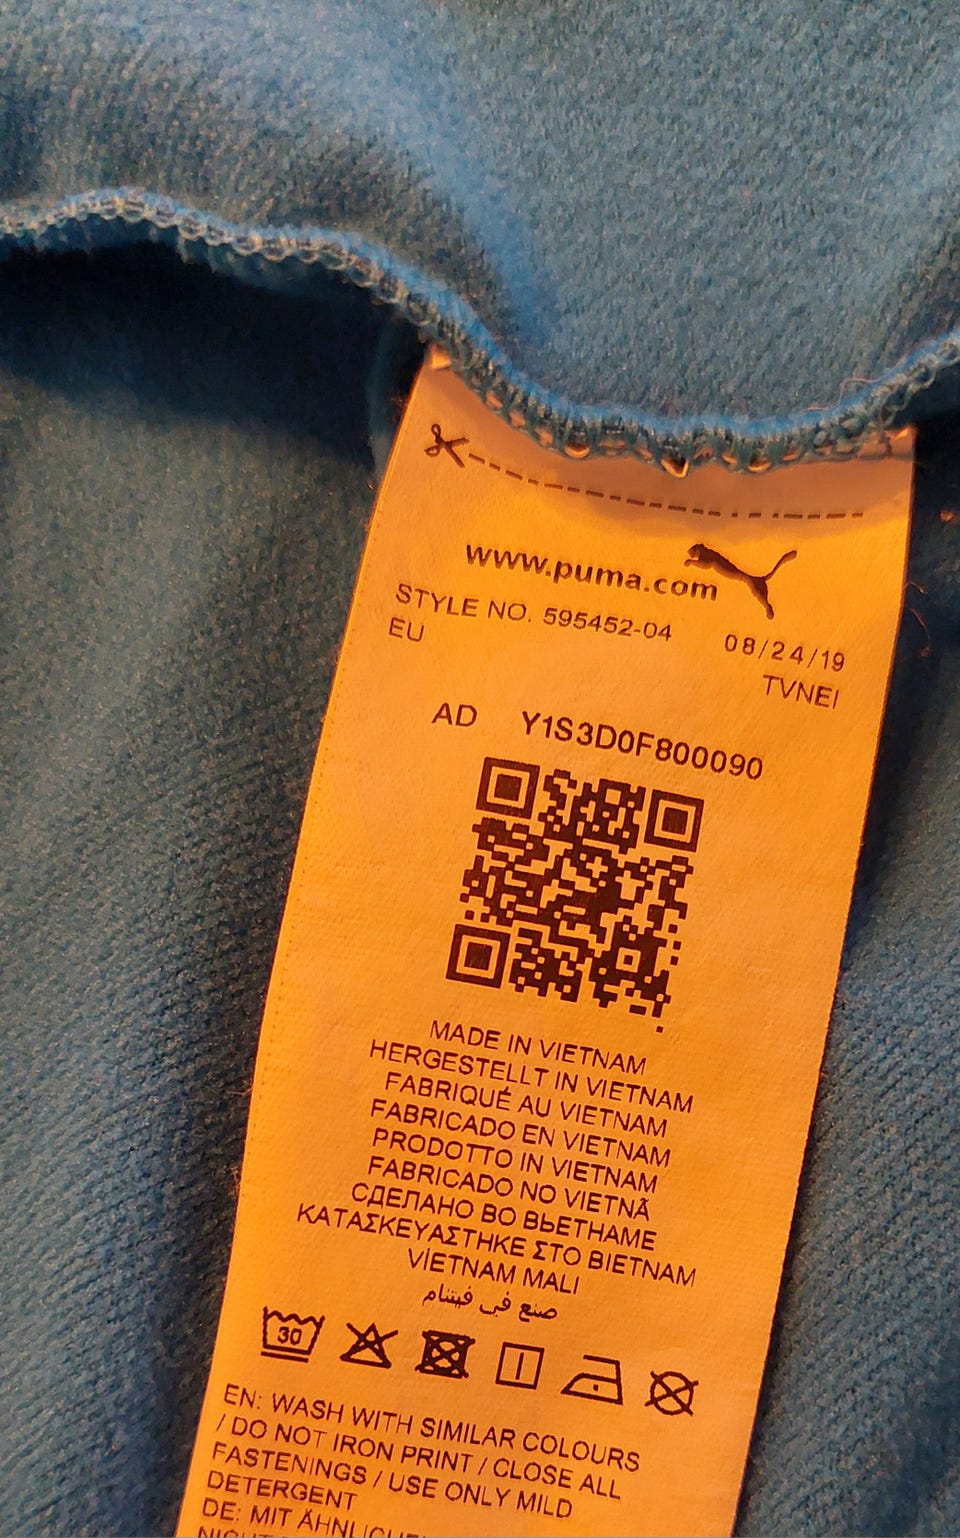 www.puma.com
STYLE NO. 595452-04 08/24/19
EU TVNEI
AD Y1S3D0F800090
MADE IN VIETNAM
HERGESTELLT IN VIETNAM
FABRIQUÉ AU VIETNAM
FABRICADO EN VIETNAM
PRODOTTO IN VIETNAM
FABRICADO NO VIETNÃ
СДЕЛАНО ВО ВЬЕТНАМЕ
ΚΑΤΑΣΚΕΥΑΣΤΗΚΕ ΣΤΟ ΒΙΕΤΝΑΜ
VİETNAM MALI
صنع في فيتنام
30
EN: WASH WITH SIMILAR COLOURS
/ DO NOT IRON PRINT / CLOSE ALL
FASTENINGS / USE ONLY MILD
DETERGENT
DE: MIT